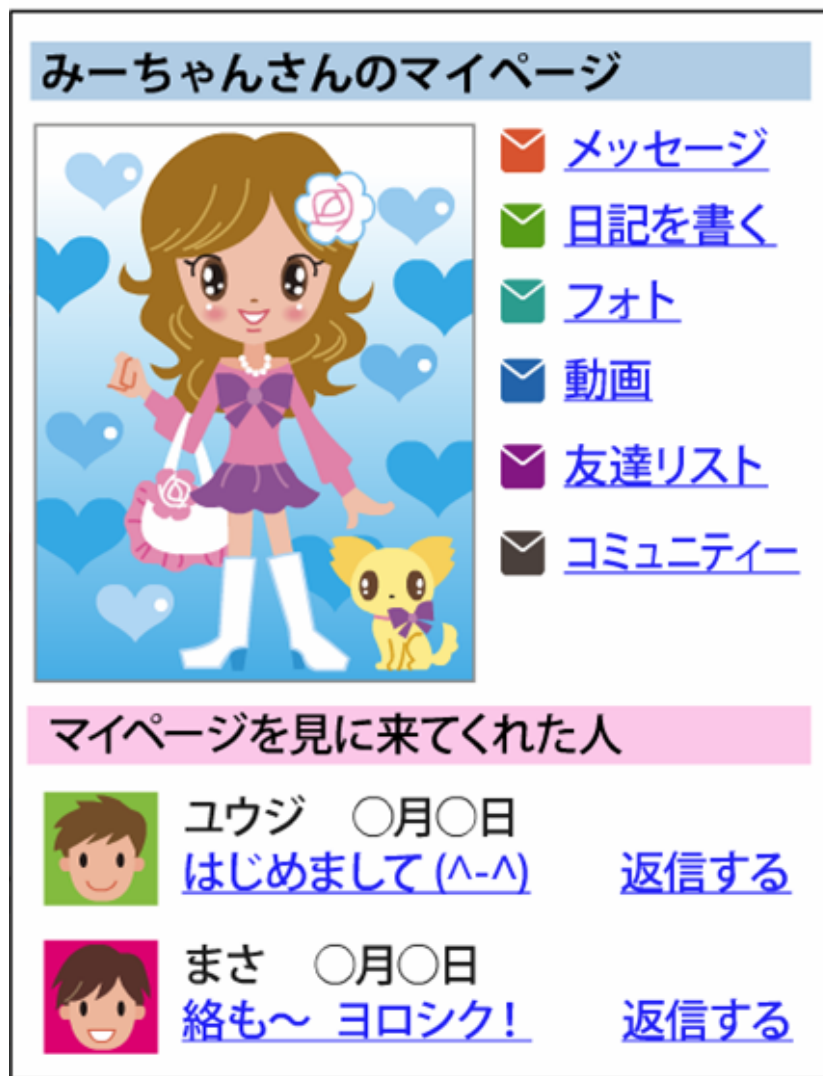 みーちゃんさんのマイページ
メッセージ
日記を書く
フォト
動画
友達リスト
コミュニティー
マイページを見に来てくれた人
ユウジ　〇月〇日
はじめまして(^-^)　返信する
まさ　〇月〇日
絡も～ ヨロシク！　返信する